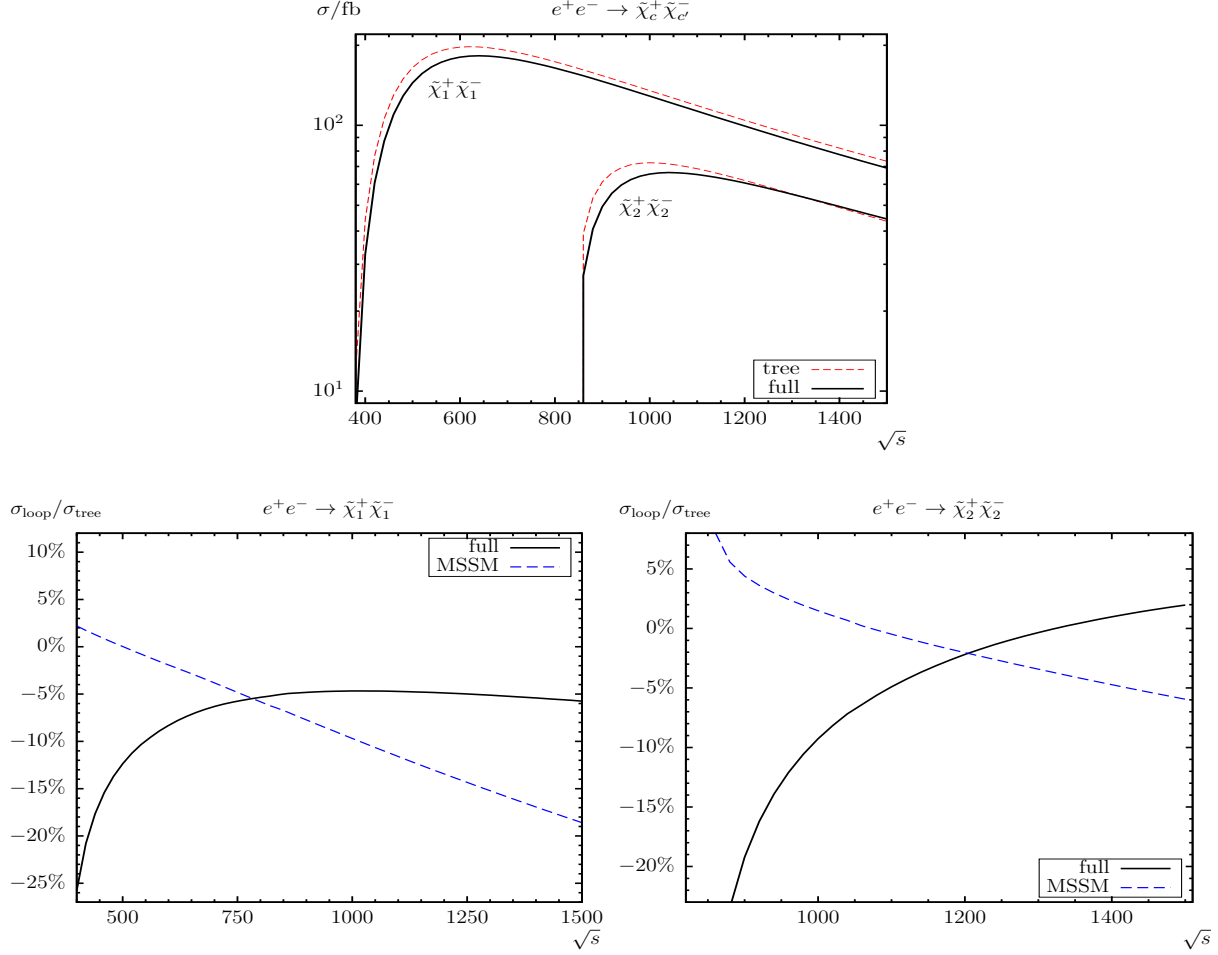 σ/fb
e⁺e⁻ → χ̃c⁺χ̃c′⁻
10²
10¹
χ̃₁⁺χ̃₁⁻
χ̃₂⁺χ̃₂⁻
tree
full
400 600 800 1000 1200 1400
√s
σloop/σtree
e⁺e⁻ → χ̃₁⁺χ̃₁⁻
full
MSSM
10%
5%
0%
−5%
−10%
−15%
−20%
−25%
500 750 1000 1250 1500
√s
σloop/σtree
e⁺e⁻ → χ̃₂⁺χ̃₂⁻
5%
0%
−5%
−10%
−15%
−20%
full
MSSM
1000 1200 1400
√s